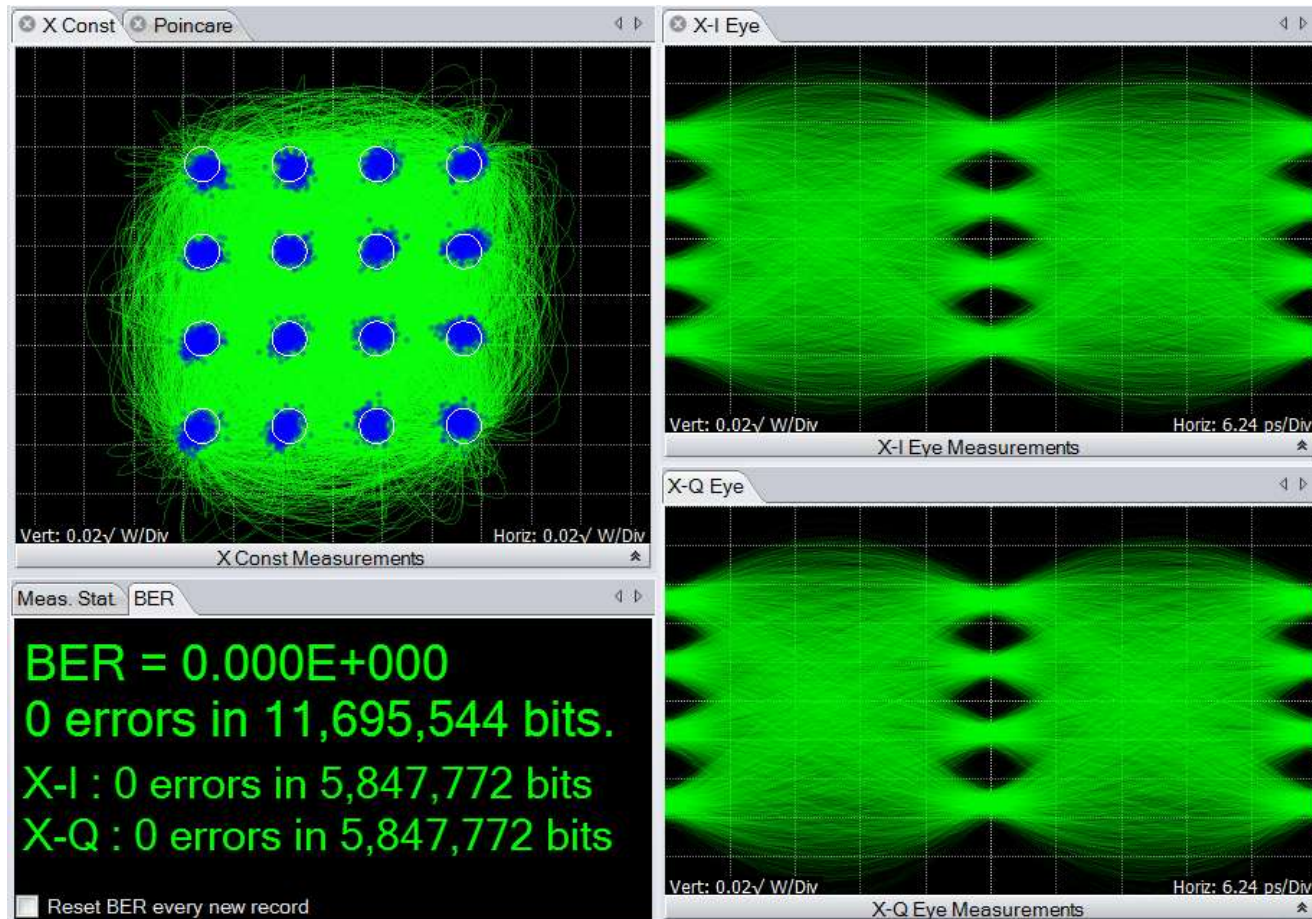 X Const Poincare
Vert: 0.02√ W/Div Horiz: 0.02√ W/Div
X Const Measurements
Meas. Stat. BER
BER = 0.000E+000
0 errors in 11,695,544 bits.
X-I : 0 errors in 5,847,772 bits
X-Q : 0 errors in 5,847,772 bits
Reset BER every new record
X-I Eye
Vert: 0.02√ W/Div Horiz: 6.24 ps/Div
X-I Eye Measurements
X-Q Eye
Vert: 0.02√ W/Div Horiz: 6.24 ps/Div
X-Q Eye Measurements